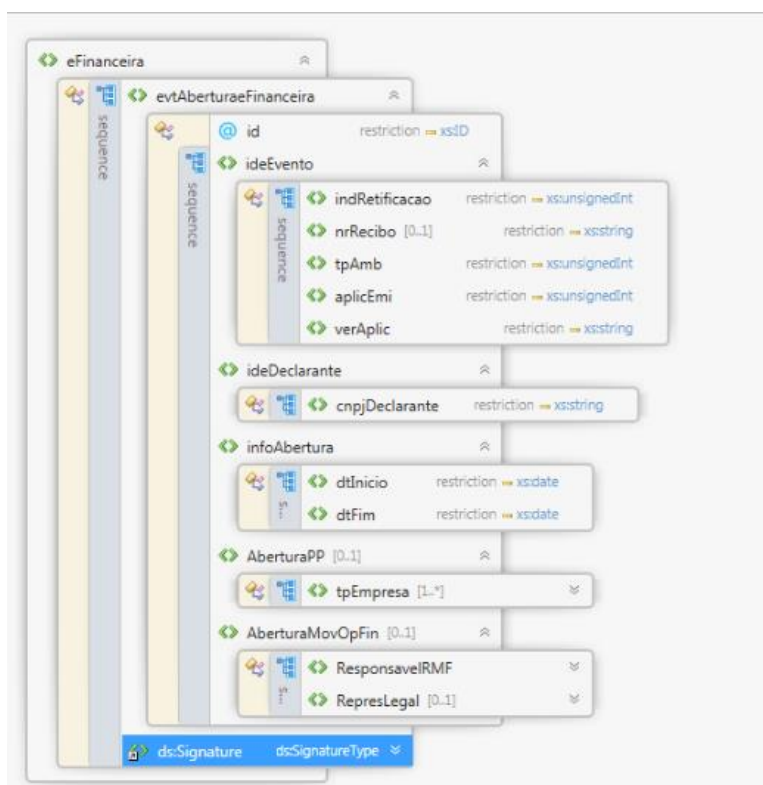 eFinanceira
sequence
evtAberturaeFinanceira
sequence
id restriction xs:ID
ideEvento
sequence
indRetificacao restriction xs:unsignedInt
nrRecibo [0..1] restriction xs:string
tpAmb restriction xs:unsignedInt
aplicEmi restriction xs:unsignedInt
verAplic restriction xs:string
ideDeclarante
cnpjDeclarante restriction xs:string
infoAbertura
s...
dtInicio restriction xs:date
dtFim restriction xs:date
AberturaPP [0..1]
tpEmpresa [1..*]
AberturaMovOpFin [0..1]
s...
ResponsavelRMF
RepresLegal [0..1]
ds:Signature ds:SignatureType